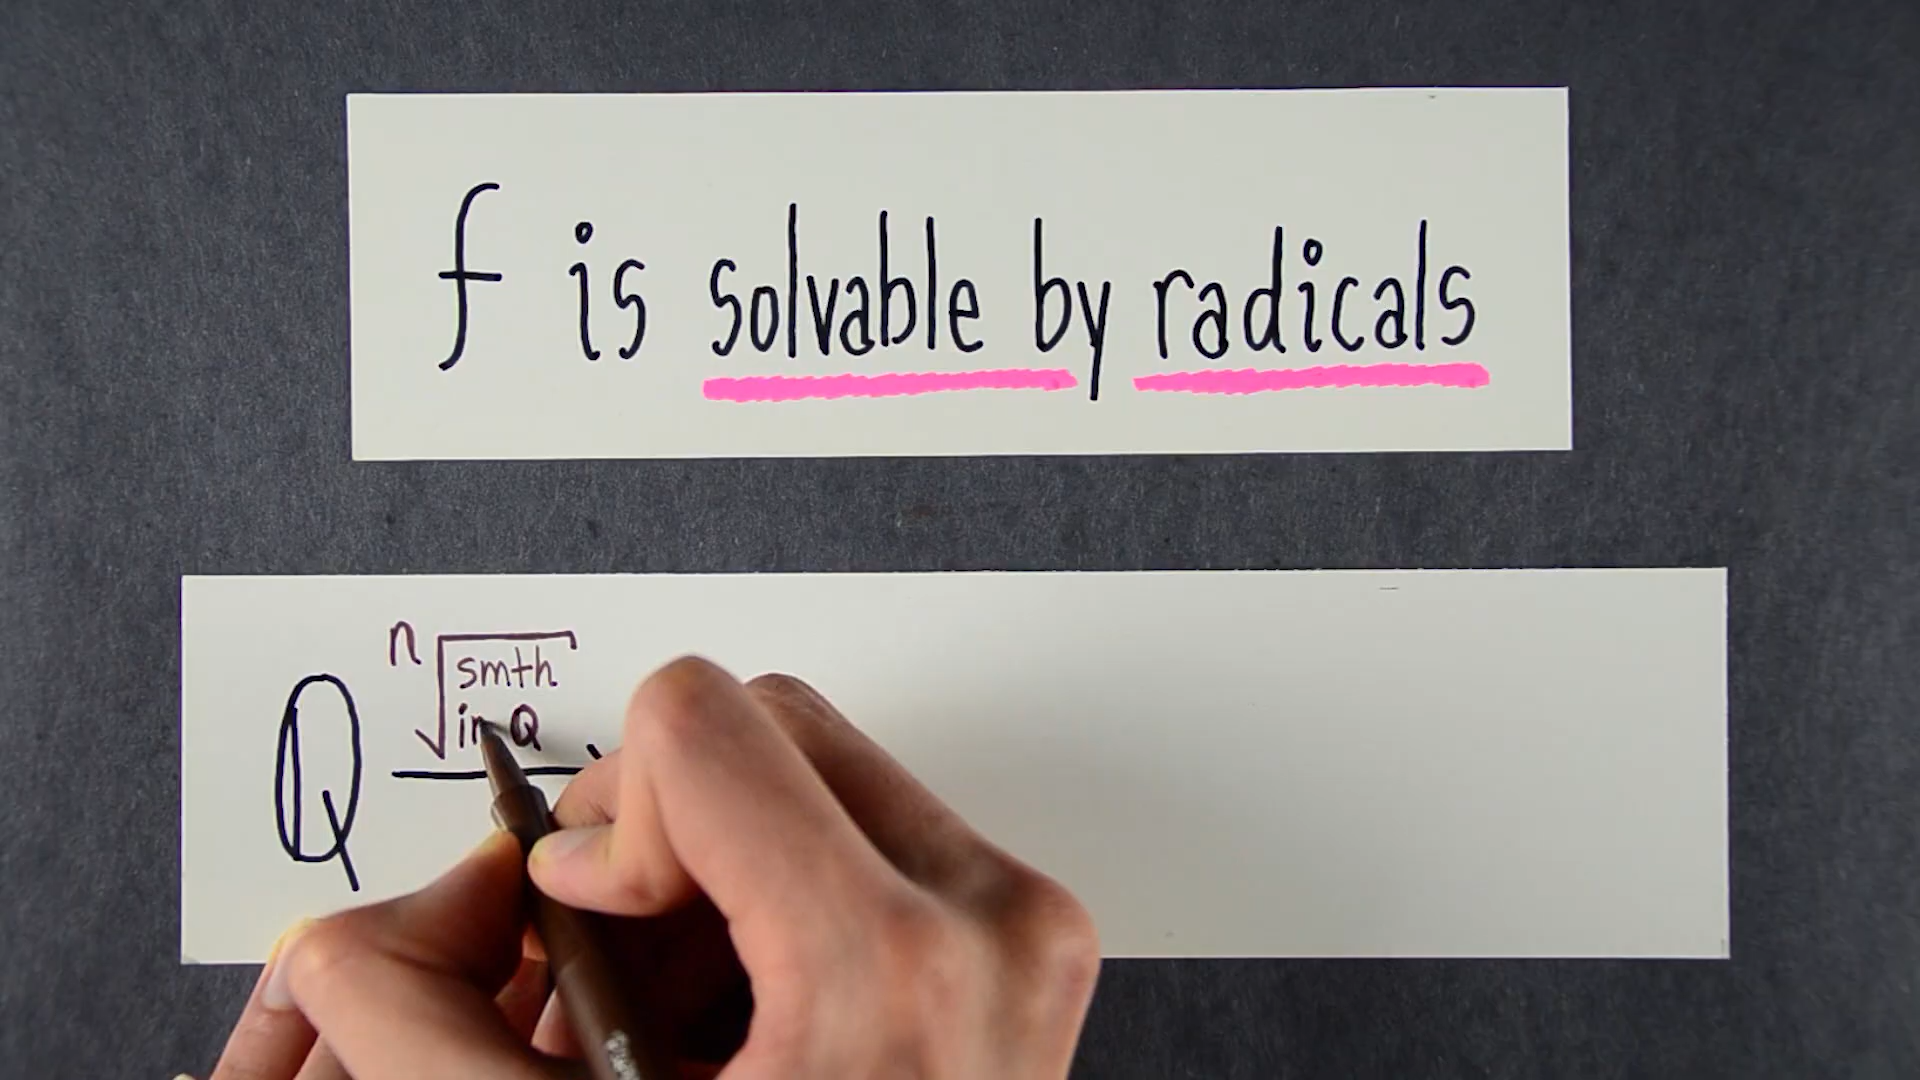 f is solvable by radicals
n
smth
Q in Q